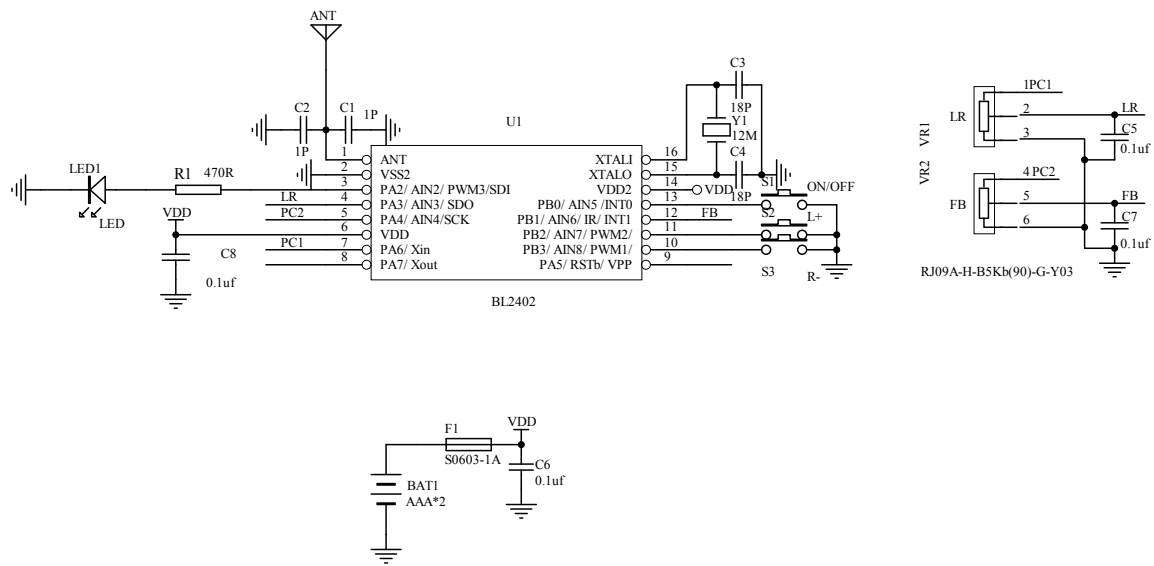 ANT
C2
C1
1P
1P
U1
C3
18P
Y1
12M
C4
18P
1 ANT XTALI 16
2 VSS2 XTALO 15
3 PA2/ AIN2/ PWM3/SDI VDD2 14 VDD
LR 4 PA3/ AIN3/ SDO PB0/ AIN5 /INT0 13
PC2 5 PA4/ AIN4/SCK PB1/ AIN6/ IR/ INT1 12 FB
6 VDD PB2/ AIN7/ PWM2/ 11
PC1 7 PA6/ Xin PB3/ AIN8/ PWM1/ 10
8 PA7/ Xout PA5/ RSTb/ VPP 9
BL2402
LED1
LED
R1 470R
VDD
C8
0.1uf
S1
ON/OFF
S2
L+
S3
R-
VR1
VR2
LR
1PC1
2 LR
3
C5
0.1uf
FB
4 PC2
5 FB
6
C7
0.1uf
RJ09A-H-B5Kb(90)-G-Y03
F1
S0603-1A
VDD
C6
0.1uf
BAT1
AAA*2